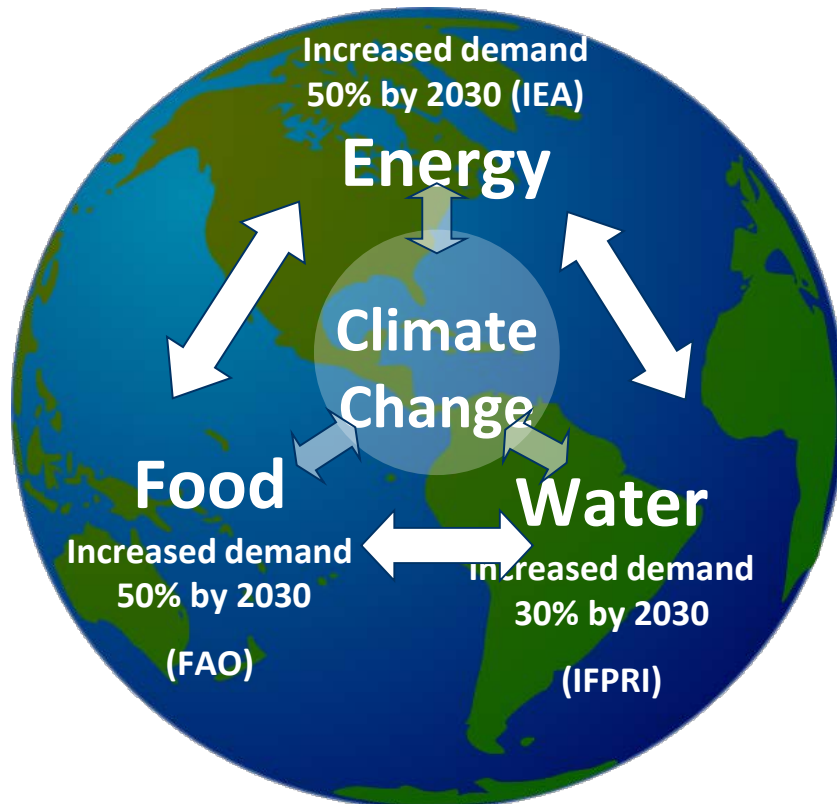 Increased demand
50% by 2030 (IEA)
Energy
Climate
Change
Food
Increased demand
50% by 2030
(FAO)
Water
Increased demand
30% by 2030
(IFPRI)